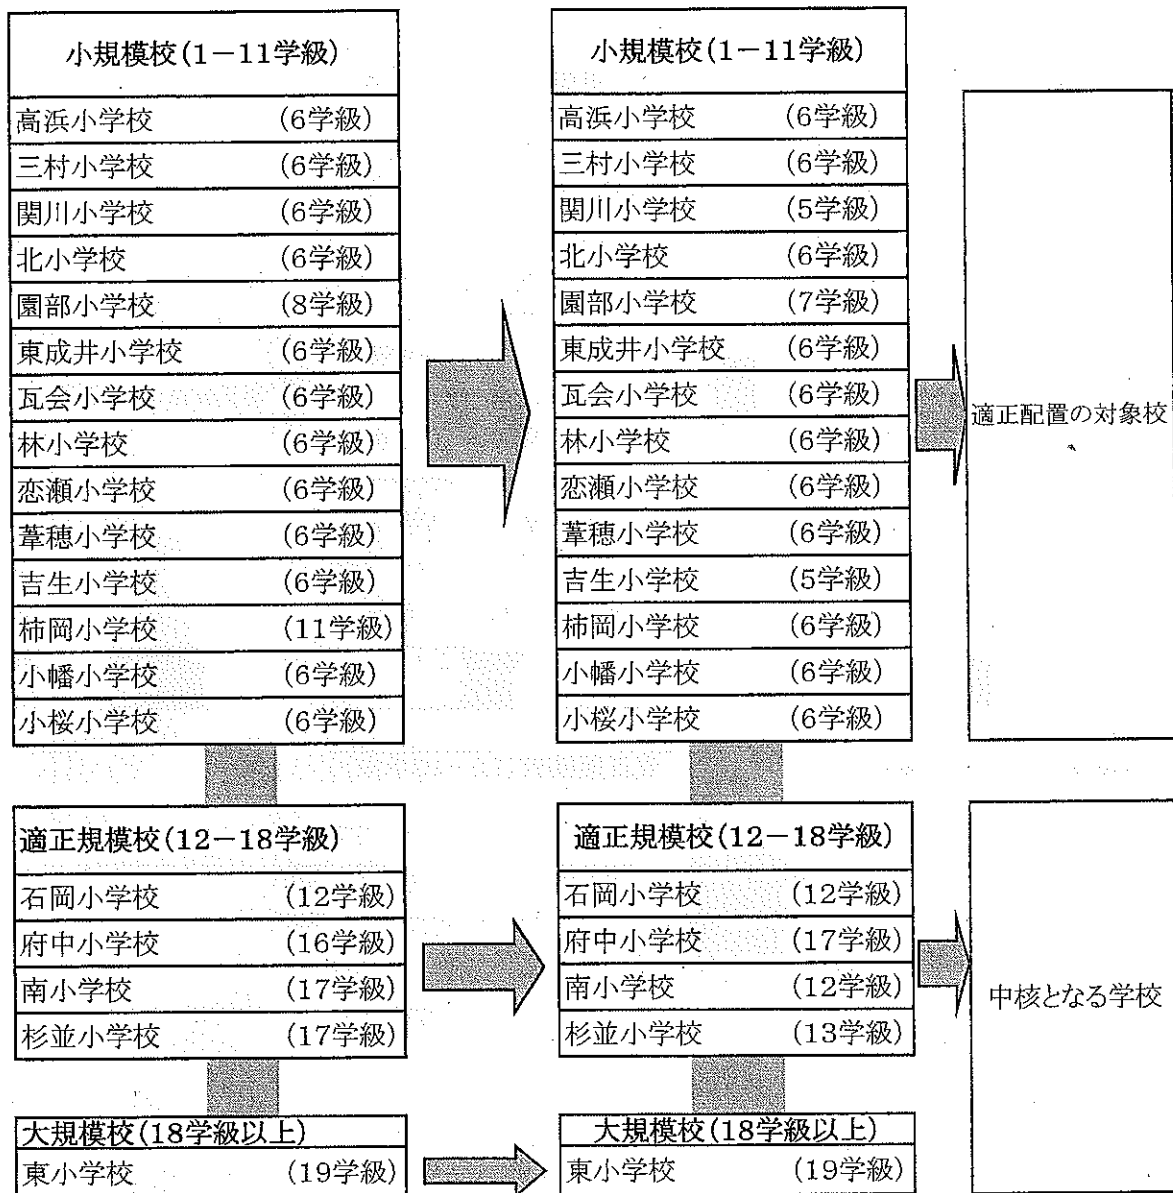 小規模校(1－11学級)
高浜小学校 (6学級)
三村小学校 (6学級)
関川小学校 (6学級)
北小学校 (6学級)
園部小学校 (8学級)
東成井小学校 (6学級)
瓦会小学校 (6学級)
林小学校 (6学級)
恋瀬小学校 (6学級)
葦穂小学校 (6学級)
吉生小学校 (6学級)
柿岡小学校 (11学級)
小幡小学校 (6学級)
小桜小学校 (6学級)
適正規模校(12－18学級)
石岡小学校 (12学級)
府中小学校 (16学級)
南小学校 (17学級)
杉並小学校 (17学級)
大規模校(18学級以上)
東小学校 (19学級)
小規模校(1－11学級)
高浜小学校 (6学級)
三村小学校 (6学級)
関川小学校 (5学級)
北小学校 (6学級)
園部小学校 (7学級)
東成井小学校 (6学級)
瓦会小学校 (6学級)
林小学校 (6学級)
恋瀬小学校 (6学級)
葦穂小学校 (6学級)
吉生小学校 (5学級)
柿岡小学校 (6学級)
小幡小学校 (6学級)
小桜小学校 (6学級)
適正規模校(12－18学級)
石岡小学校 (12学級)
府中小学校 (17学級)
南小学校 (12学級)
杉並小学校 (13学級)
大規模校(18学級以上)
東小学校 (19学級)
適正配置の対象校
中核となる学校